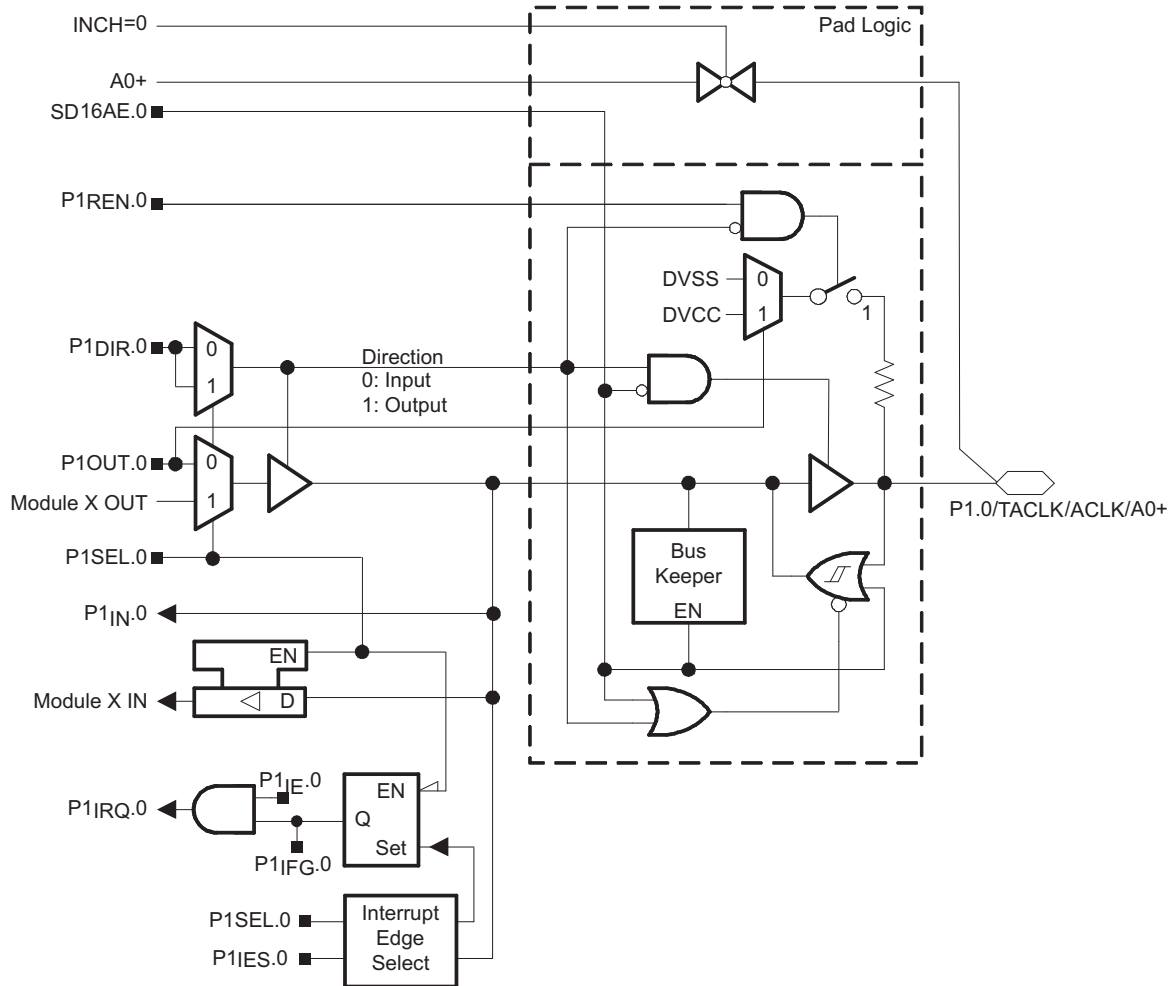 INCH=0
Pad Logic
A0+
SD16AE.0
P1REN.0
DVSS
0
DVCC
1
1
P1DIR.0
0
1
Direction
0: Input
1: Output
P1OUT.0
0
Module X OUT
1
P1.0/TACLK/ACLK/A0+
P1SEL.0
Bus
Keeper
EN
P1IN.0
EN
Module X IN
D
P1IE.0
P1IRQ.0
EN
Q
Set
P1IFG.0
P1SEL.0
P1IES.0
Interrupt
Edge
Select